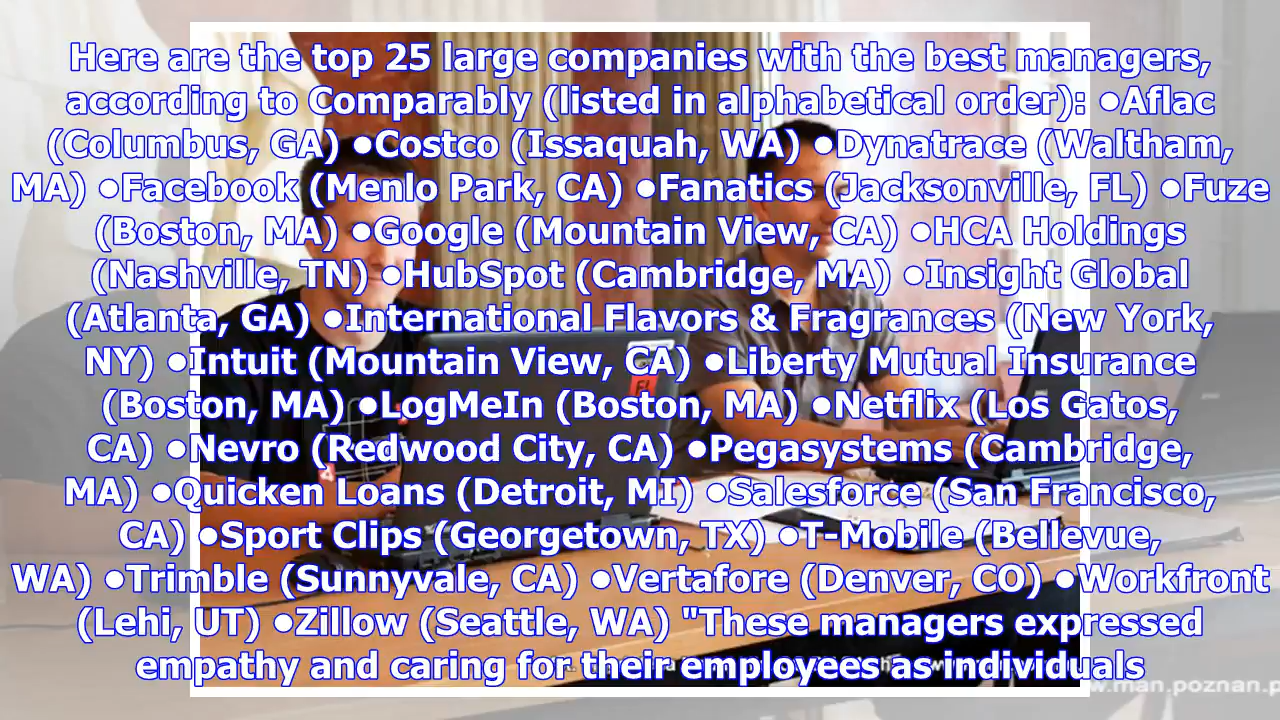 Here are the top 25 large companies with the best managers,
according to Comparably (listed in alphabetical order): •Aflac
(Columbus, GA) •Costco (Issaquah, WA) •Dynatrace (Waltham,
MA) •Facebook (Menlo Park, CA) •Fanatics (Jacksonville, FL) •Fuze
(Boston, MA) •Google (Mountain View, CA) •HCA Holdings
(Nashville, TN) •HubSpot (Cambridge, MA) •Insight Global
(Atlanta, GA) •International Flavors & Fragrances (New York,
NY) •Intuit (Mountain View, CA) •Liberty Mutual Insurance
(Boston, MA) •LogMeIn (Boston, MA) •Netflix (Los Gatos,
CA) •Nevro (Redwood City, CA) •Pegasystems (Cambridge,
MA) •Quicken Loans (Detroit, MI) •Salesforce (San Francisco,
CA) •Sport Clips (Georgetown, TX) •T-Mobile (Bellevue,
WA) •Trimble (Sunnyvale, CA) •Vertafore (Denver, CO) •Workfront
(Lehi, UT) •Zillow (Seattle, WA) "These managers expressed
empathy and caring for their employees as individuals
.man.poznan.p